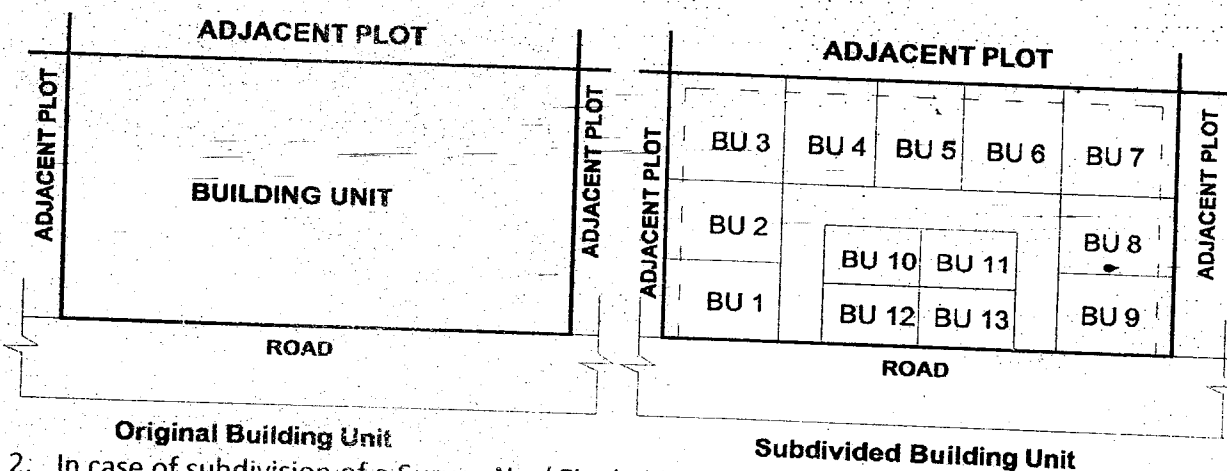 ADJACENT PLOT
ADJACENT PLOT
BUILDING UNIT
ADJACENT PLOT
ROAD
Original Building Unit
ADJACENT PLOT
ADJACENT PLOT
BU 3 BU 4 BU 5 BU 6 BU 7
ADJACENT PLOT
BU 2 BU 8
BU 10 BU 11
BU 1 BU 12 BU 13 BU 9
ROAD
Subdivided Building Unit
2. In case of subdivision of a